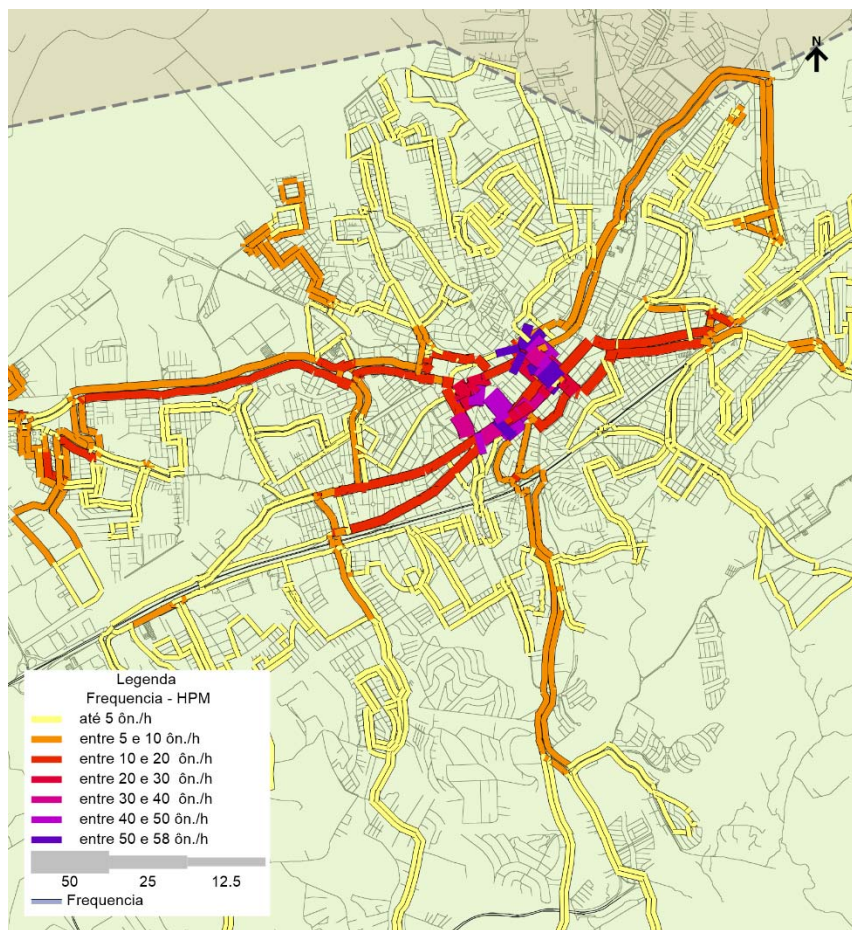 N
Legenda
Frequencia - HPM
até 5 ôn./h
entre 5 e 10 ôn./h
entre 10 e 20 ôn./h
entre 20 e 30 ôn./h
entre 30 e 40 ôn./h
entre 40 e 50 ôn./h
entre 50 e 58 ôn./h
50 25 12.5
Frequencia